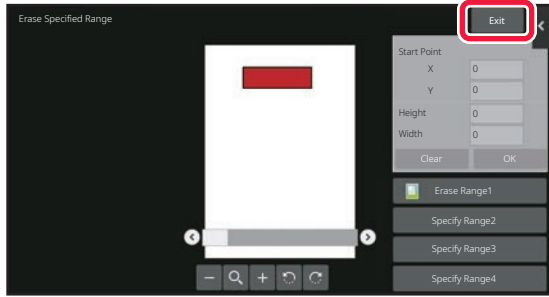 Erase Specified Range
Exit
Start Point
X 0
Y 0
Height 0
Width 0
Clear OK
Erase Range1
Specify Range2
Specify Range3
Specify Range4